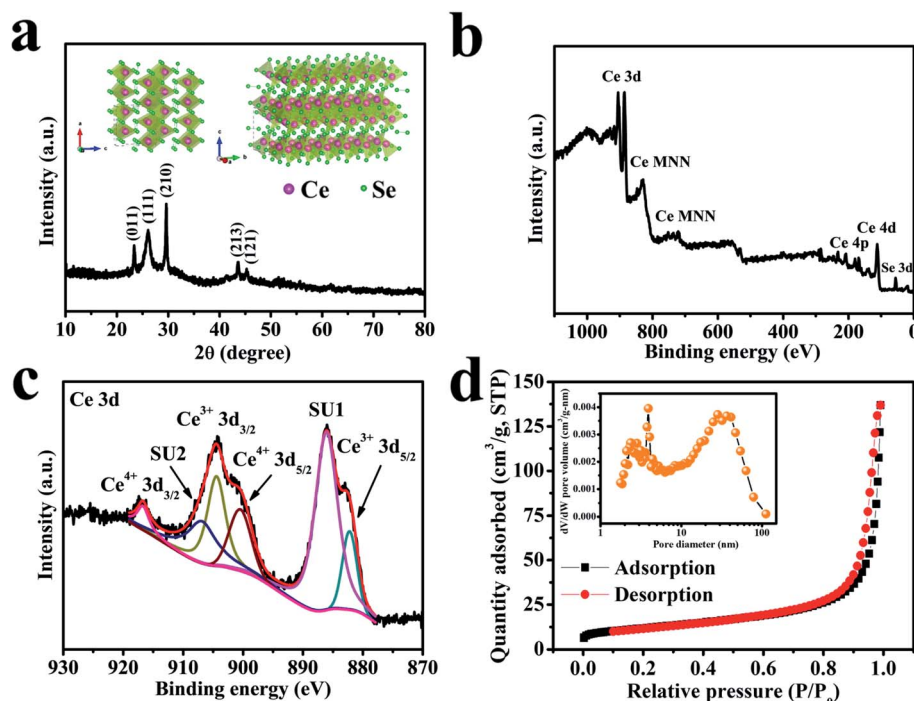 a
Intensity (a.u.)
a
c
c
a
b
Ce
Se
(011)
(111)
(210)
(213)
(121)
10 20 30 40 50 60 70 80
2θ (degree)
b
Intensity (a.u.)
Ce 3d
Ce MNN
Ce MNN
Ce 4p
Ce 4d
Se 3d
1000 800 600 400 200 0
Binding energy (eV)
c
Ce 3d
Intensity (a.u.)
Ce⁴⁺ 3d₃/₂
SU2
Ce³⁺ 3d₃/₂
Ce⁴⁺ 3d₅/₂
SU1
Ce³⁺ 3d₅/₂
930 920 910 900 890 880 870
Binding energy (eV)
d
Quantity adsorbed (cm³/g, STP)
150
125
100
75
50
25
0
dV/dW pore volume (cm³/g-nm)
0.004
0.003
0.002
0.001
0.000
1 10 100
Pore diameter (nm)
Adsorption
Desorption
0.0 0.2 0.4 0.6 0.8 1.0
Relative pressure (P/Pₒ)